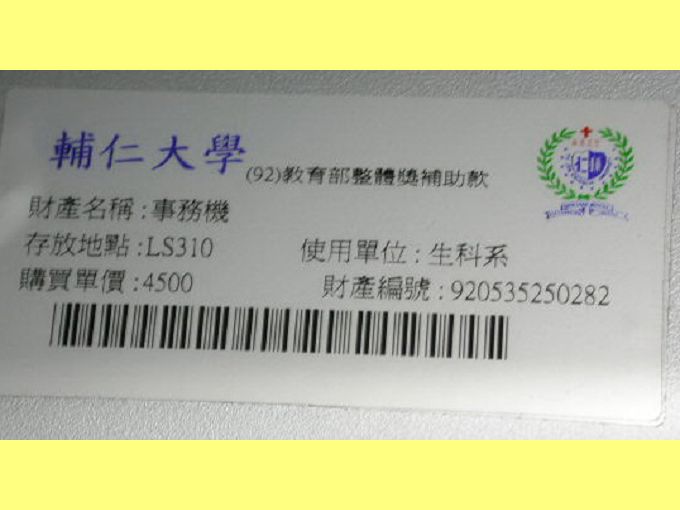 輔仁大學 (92)教育部整體獎補助款
財產名稱:事務機
存放地點:LS310 使用單位:生科系
購買單價:4500 財產編號:920535250282